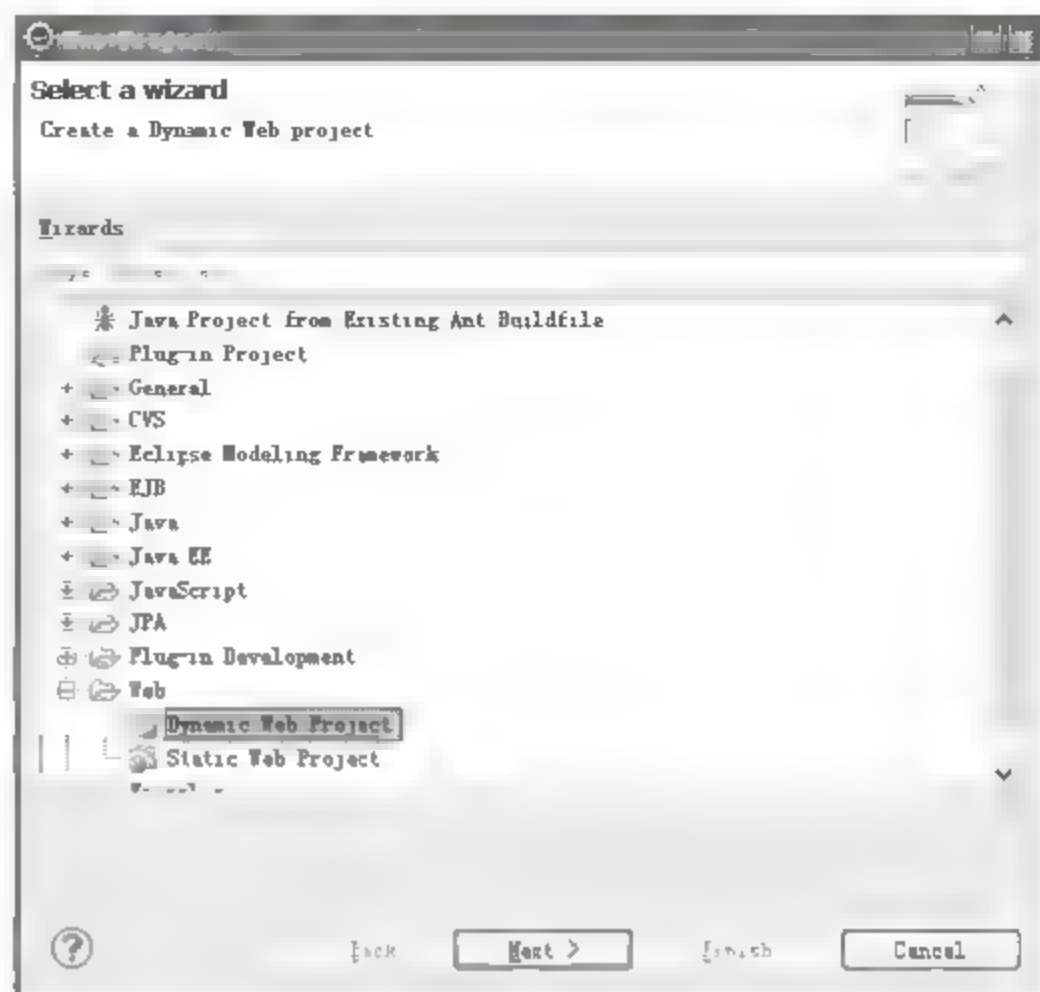 Select a wizard
Create a Dynamic Web project
Wizards
Java Project from Existing Ant Buildfile
Plug-in Project
General
CVS
Eclipse Modeling Framework
EJB
Java
Java EE
JavaScript
JPA
Plug-in Development
Web
Dynamic Web Project
Static Web Project
Back
Next >
Finish
Cancel